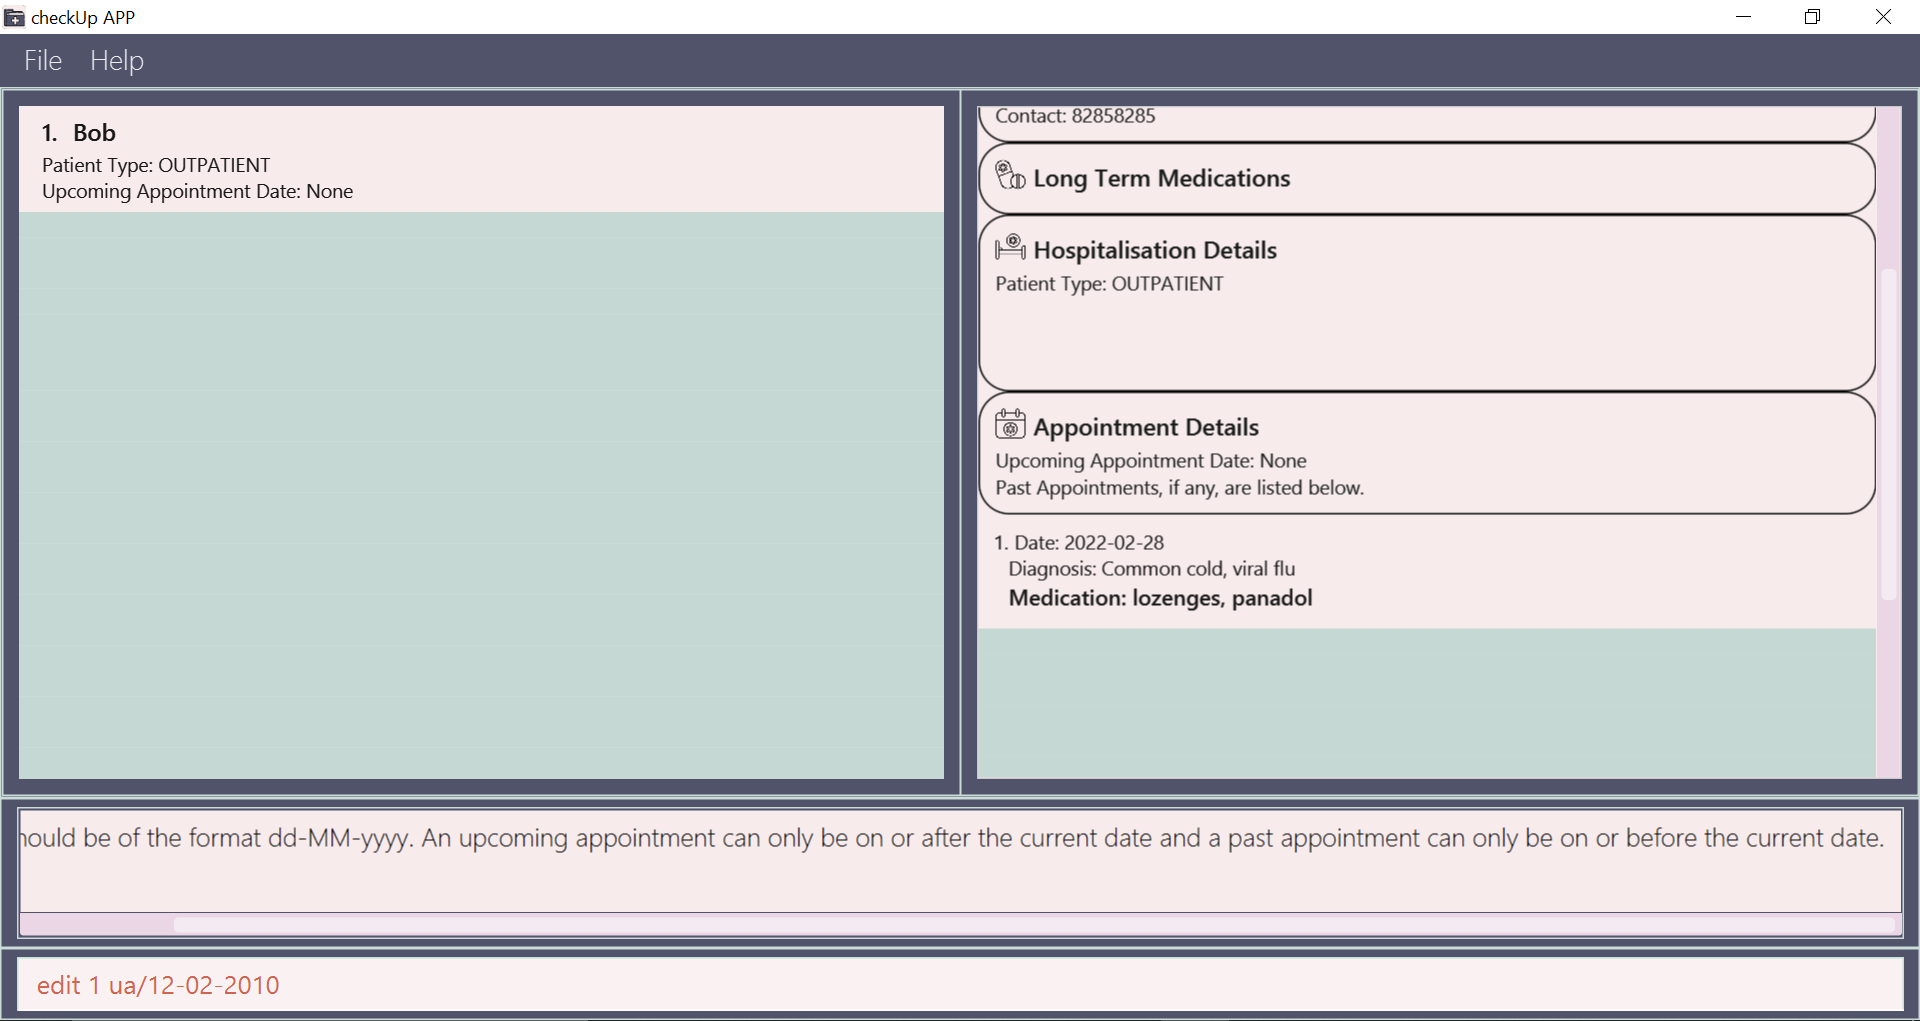 checkUp APP
File Help
1. Bob
Patient Type: OUTPATIENT
Upcoming Appointment Date: None
Contact: 82858285
Long Term Medications
Hospitalisation Details
Patient Type: OUTPATIENT
Appointment Details
Upcoming Appointment Date: None
Past Appointments, if any, are listed below.
1. Date: 2022-02-28
Diagnosis: Common cold, viral flu
Medication: lozenges, panadol
hould be of the format dd-MM-yyyy. An upcoming appointment can only be on or after the current date and a past appointment can only be on or before the current date.
edit 1 ua/12-02-2010